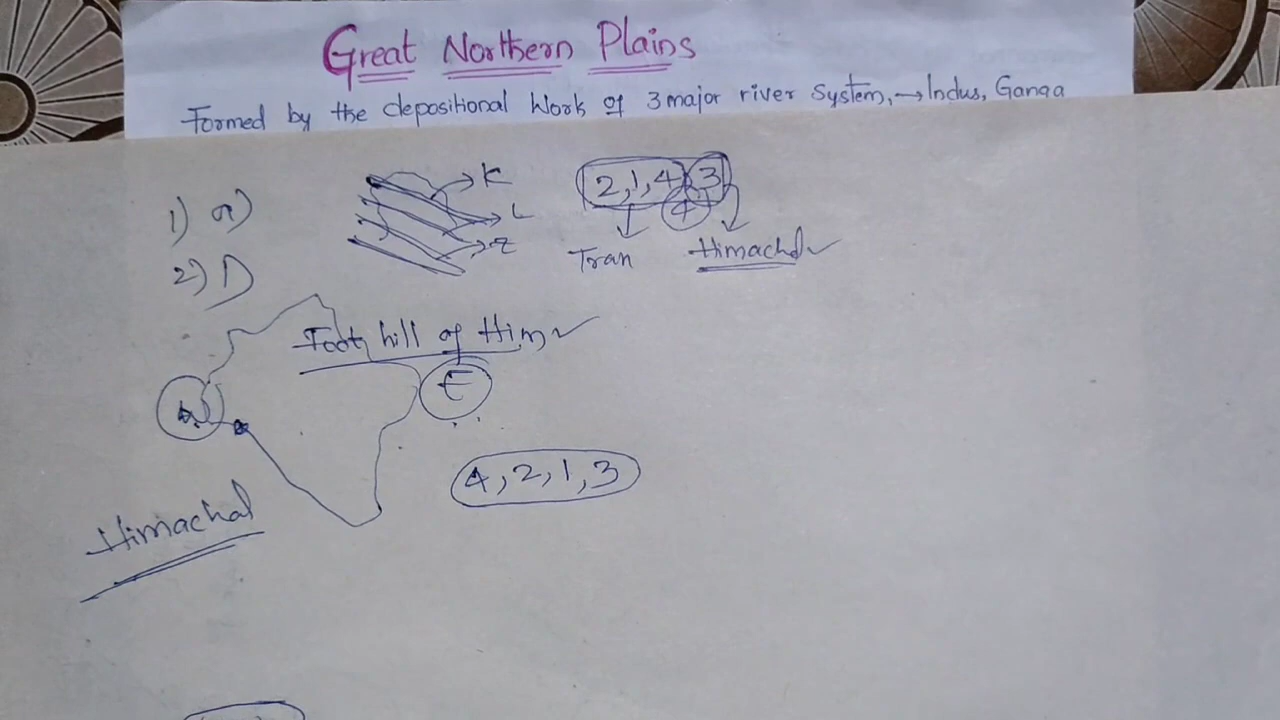 Great Northern Plains
Formed by the depositional Work of 3 major river System, → Indus, Ganga
1) a)
2) D
K
L
Z
2, 1, 4, 3
4
Tran
Himachal
Foot hill of Him
E
4, 2, 1, 3
Himachal